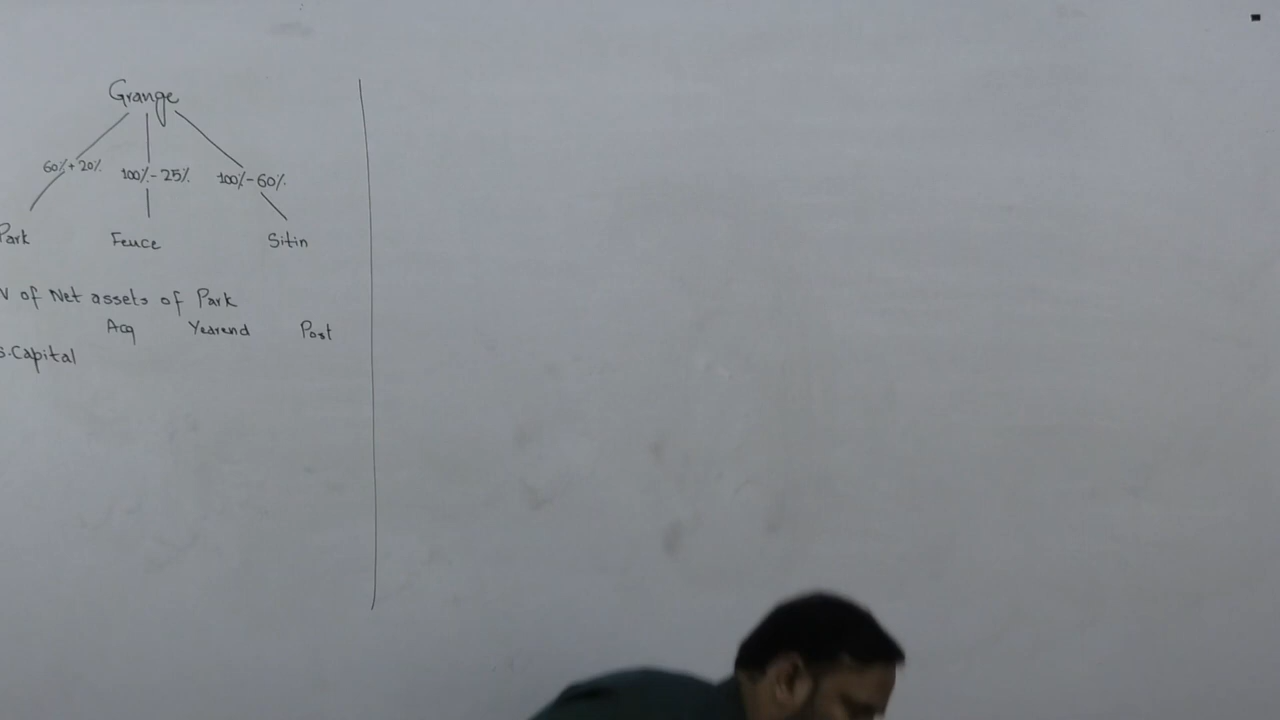 Grange
60%+20% 100%-25% 100%-60%
Park Fence Sitin
V of Net assets of Park
Acq Yearend Post
S.Capital